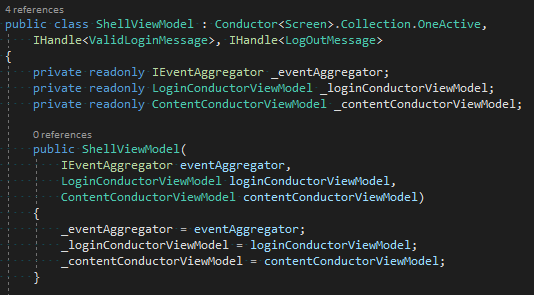 4 references
public class ShellViewModel : Conductor<Screen>.Collection.OneActive,
    IHandle<ValidLoginMessage>, IHandle<LogOutMessage>
{
    private readonly IEventAggregator _eventAggregator;
    private readonly LoginConductorViewModel _loginConductorViewModel;
    private readonly ContentConductorViewModel _contentConductorViewModel;
    0 references
    public ShellViewModel(
        IEventAggregator eventAggregator,
        LoginConductorViewModel loginConductorViewModel,
        ContentConductorViewModel contentConductorViewModel)
    {
        _eventAggregator = eventAggregator;
        _loginConductorViewModel = loginConductorViewModel;
        _contentConductorViewModel = contentConductorViewModel;
    }